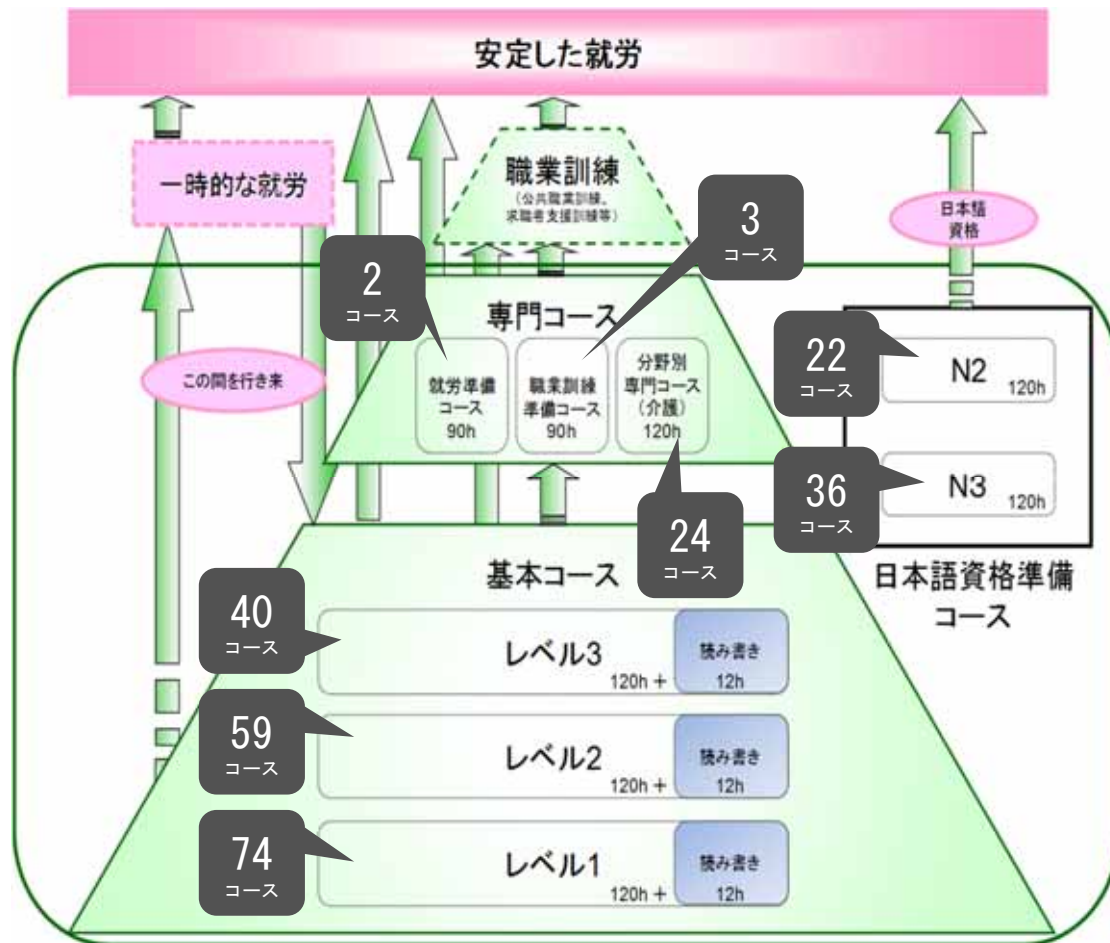 安定した就労
一時的な就労
職業訓練
(公共職業訓練、
求職者支援訓練等)
日本語
資格
この間を行き来
2
コース
3
コース
専門コース
就労準備
コース
90h
職業訓練
準備コース
90h
分野別
専門コース
(介護)
120h
24
コース
22
コース
N2
120h
36
コース
N3
120h
日本語資格準備
コース
基本コース
40
コース
レベル3
120h +
読み書き
12h
59
コース
レベル2
120h +
読み書き
12h
74
コース
レベル1
120h +
読み書き
12h